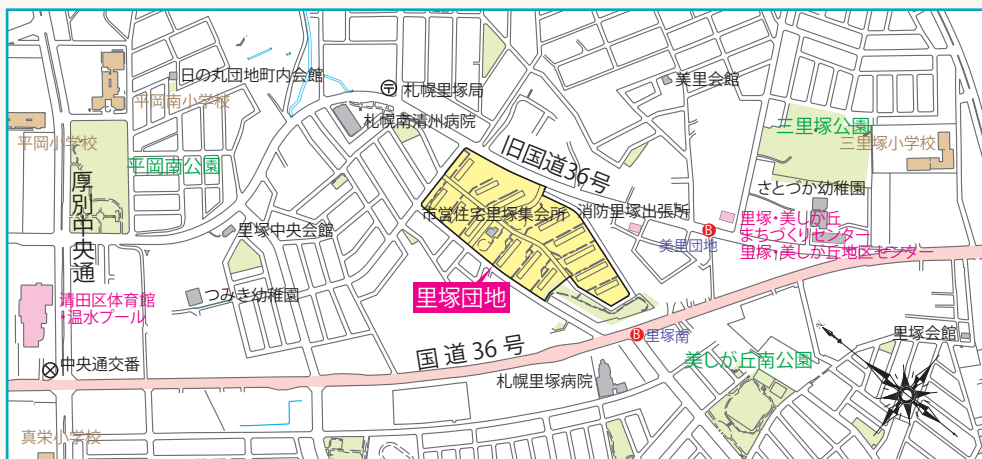 日の丸団地町内会館
平岡南小学校
平岡小学校
平岡南公園
厚別中央通
〒
札幌里塚局
札幌南清州病院
美里会館
三里塚公園
三里塚小学校
旧国道36号
さとづか幼稚園
市営住宅里塚集会所
消防里塚出張所
里塚・美しが丘
まちづくりセンター
里塚・美しが丘地区センター
B
美里団地
里塚中央会館
つみき幼稚園
里塚団地
清田区体育館
・温水プール
中央通交番
国道36号
B
里塚南
里塚会館
美しが丘南公園
札幌里塚病院
真栄小学校